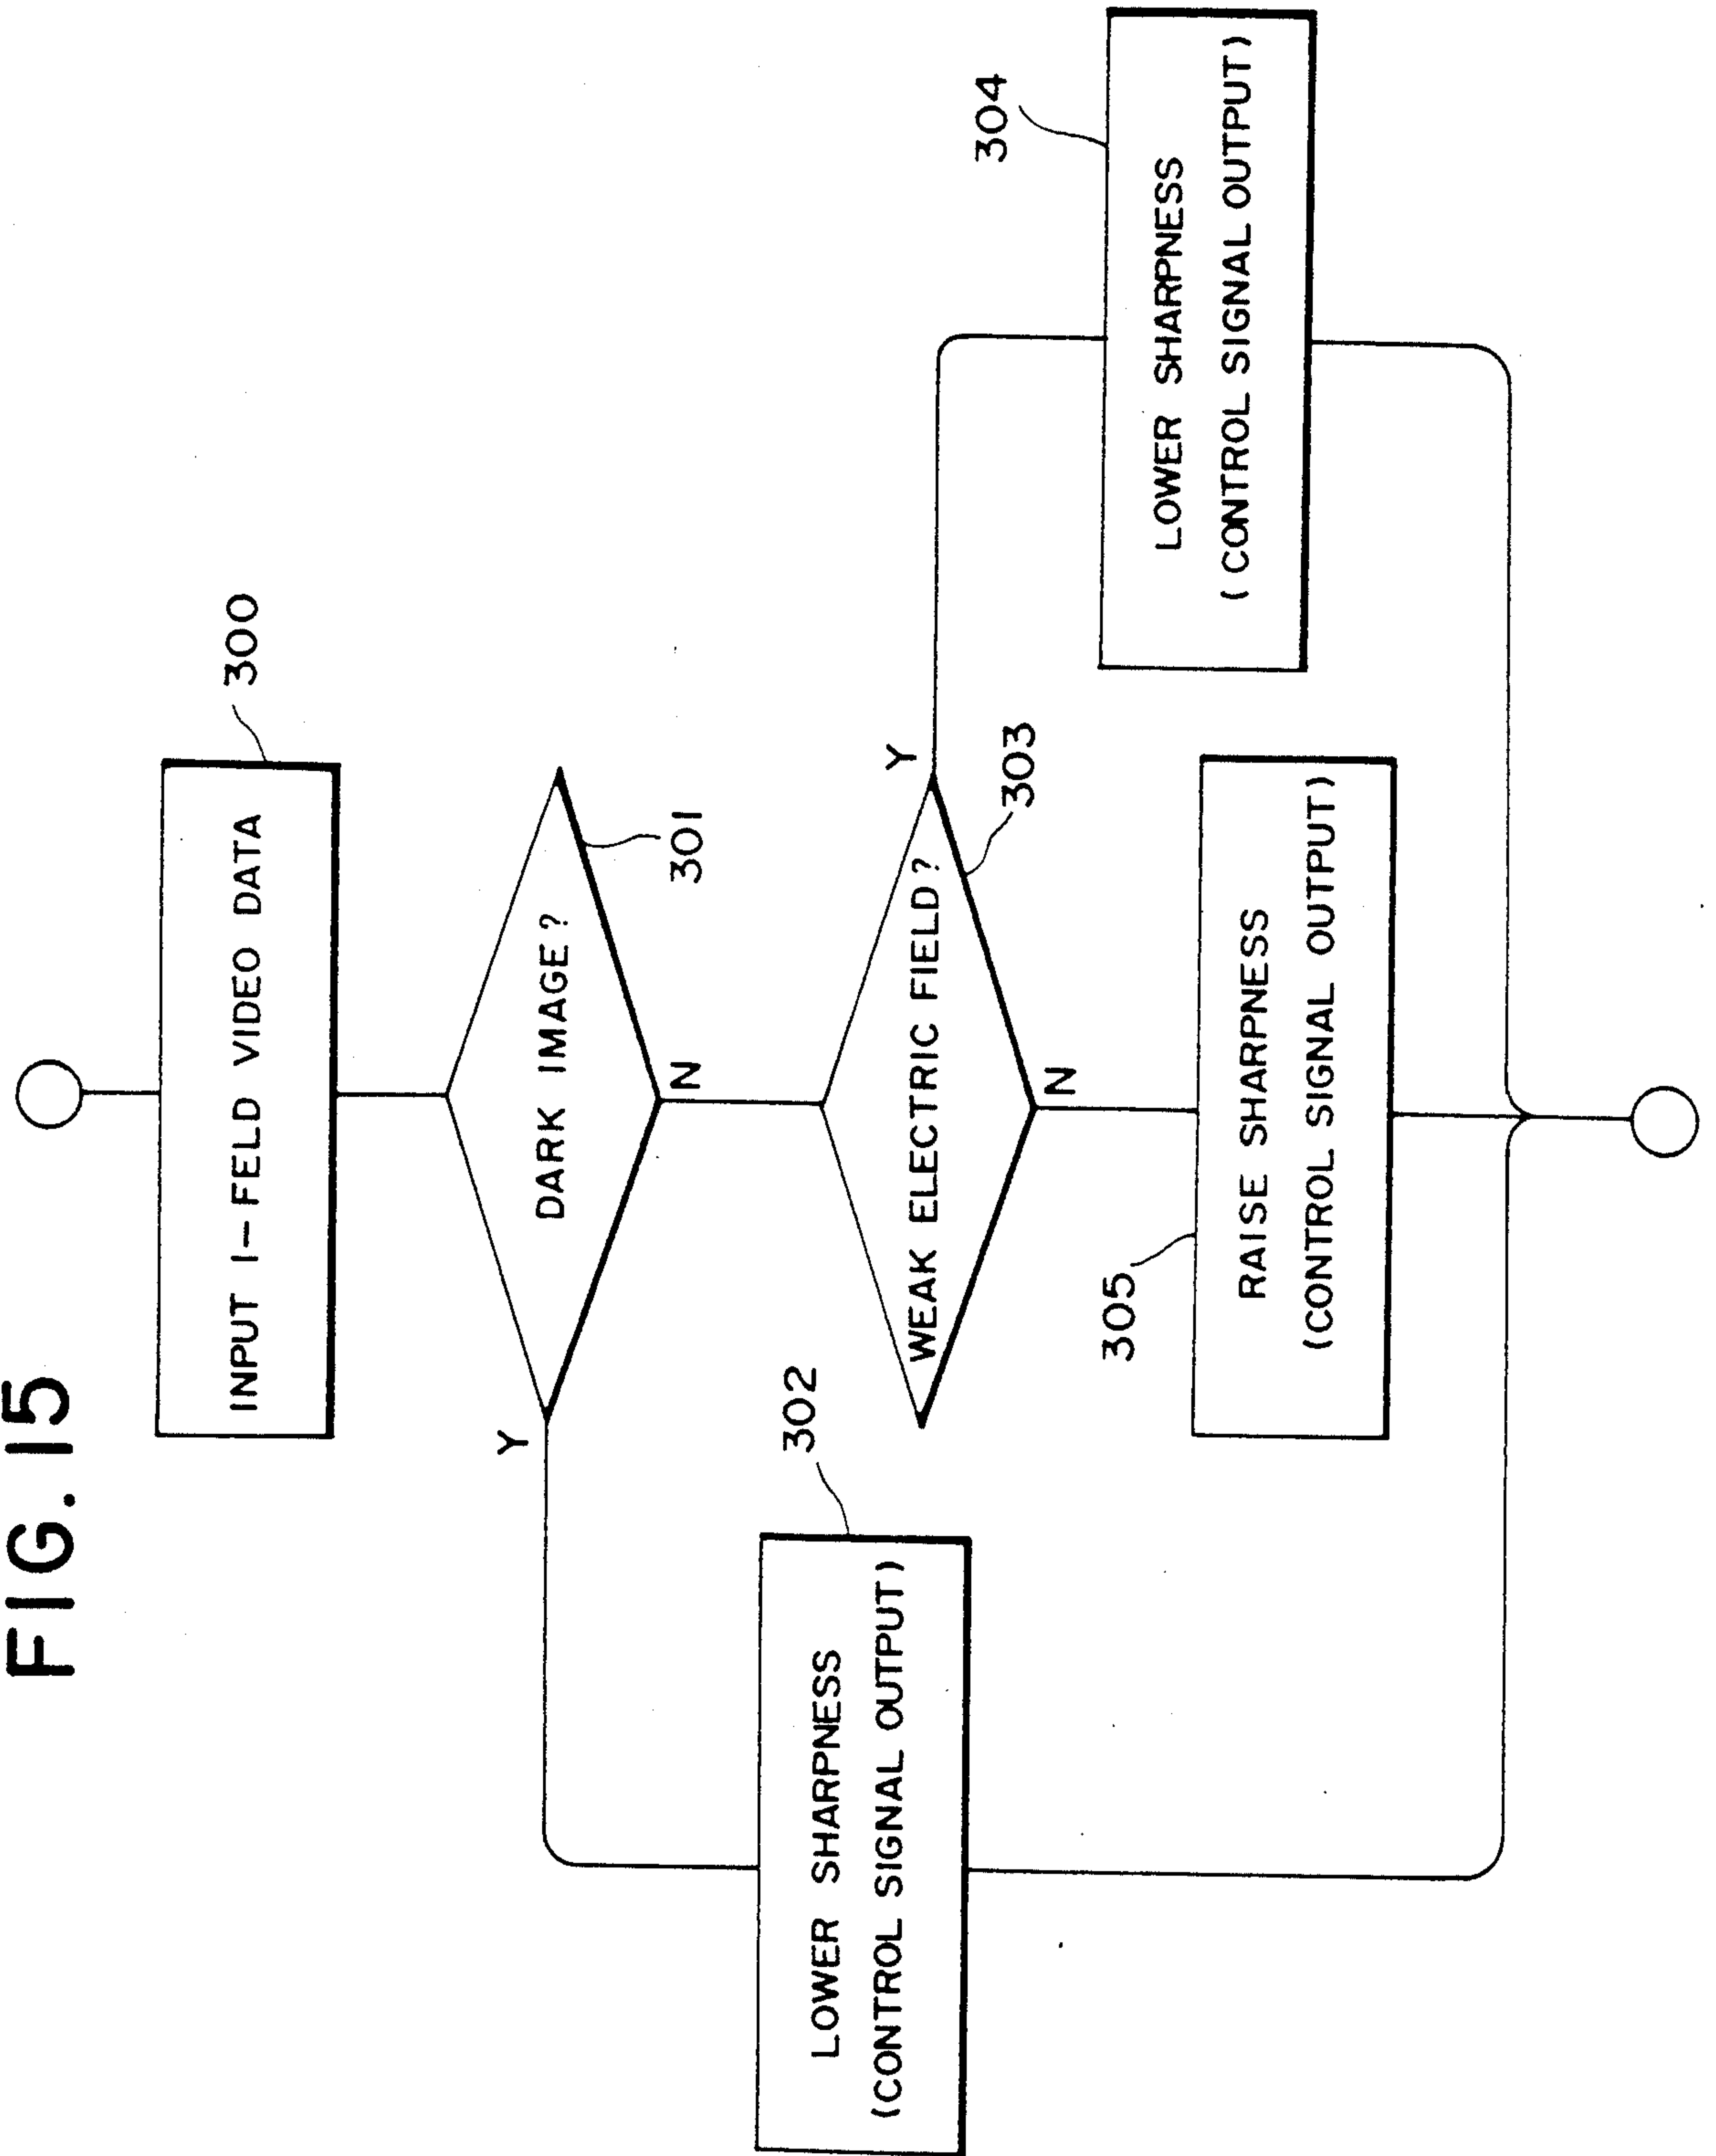 FIG. 15
INPUT 1-FELD VIDEO DATA
300
DARK IMAGE?
301
Y
N
LOWER SHARPNESS
(CONTROL SIGNAL OUTPUT)
302
WEAK ELECTRIC FIELD?
303
Y
N
LOWER SHARPNESS
(CONTROL SIGNAL OUTPUT)
304
RAISE SHARPNESS
(CONTROL SIGNAL OUTPUT)
305